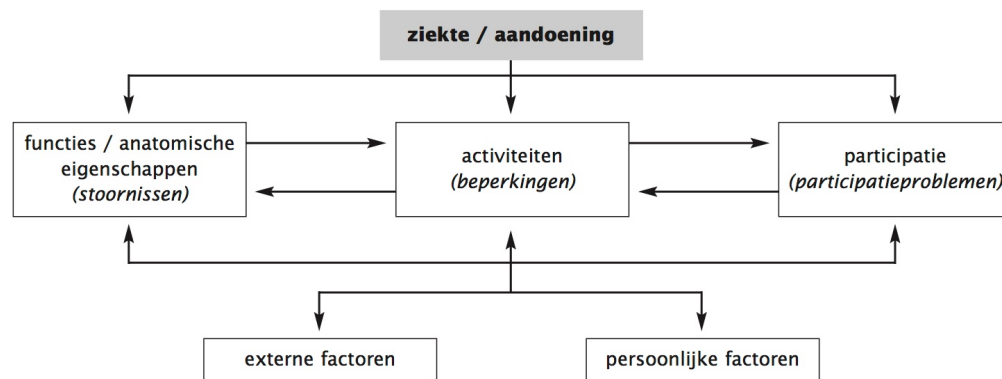 ziekte / aandoening
functies / anatomische
eigenschappen
(stoornissen)
activiteiten
(beperkingen)
participatie
(participatieproblemen)
externe factoren
persoonlijke factoren